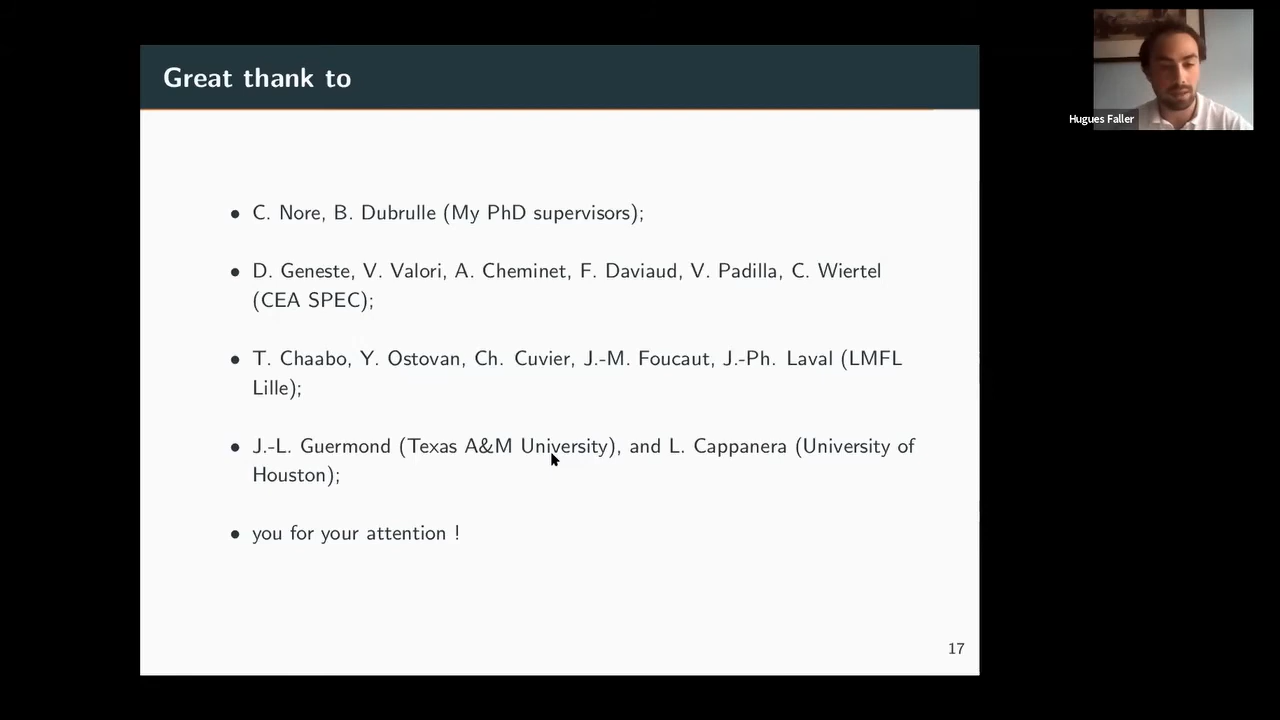 Great thank to
Hugues Faller
• C. Nore, B. Dubrulle (My PhD supervisors);
• D. Geneste, V. Valori, A. Cheminet, F. Daviaud, V. Padilla, C. Wiertel
(CEA SPEC);
• T. Chaabo, Y. Ostovan, Ch. Cuvier, J.-M. Foucaut, J.-Ph. Laval (LMFL
Lille);
• J.-L. Guermond (Texas A&M University), and L. Cappanera (University of
Houston);
• you for your attention !
17